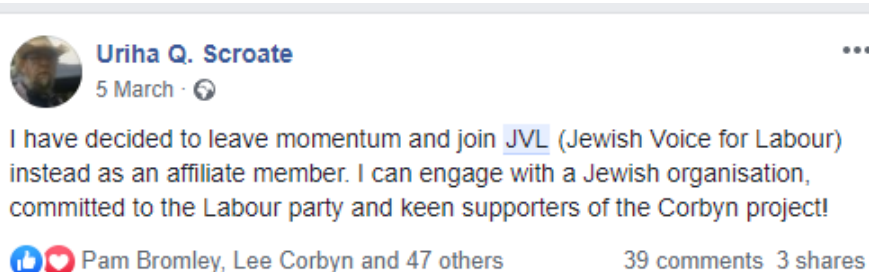 Uriha Q. Scroate
5 March ·
I have decided to leave momentum and join JVL (Jewish Voice for Labour)
instead as an affiliate member. I can engage with a Jewish organisation,
committed to the Labour party and keen supporters of the Corbyn project!
Pam Bromley, Lee Corbyn and 47 others 39 comments 3 shares